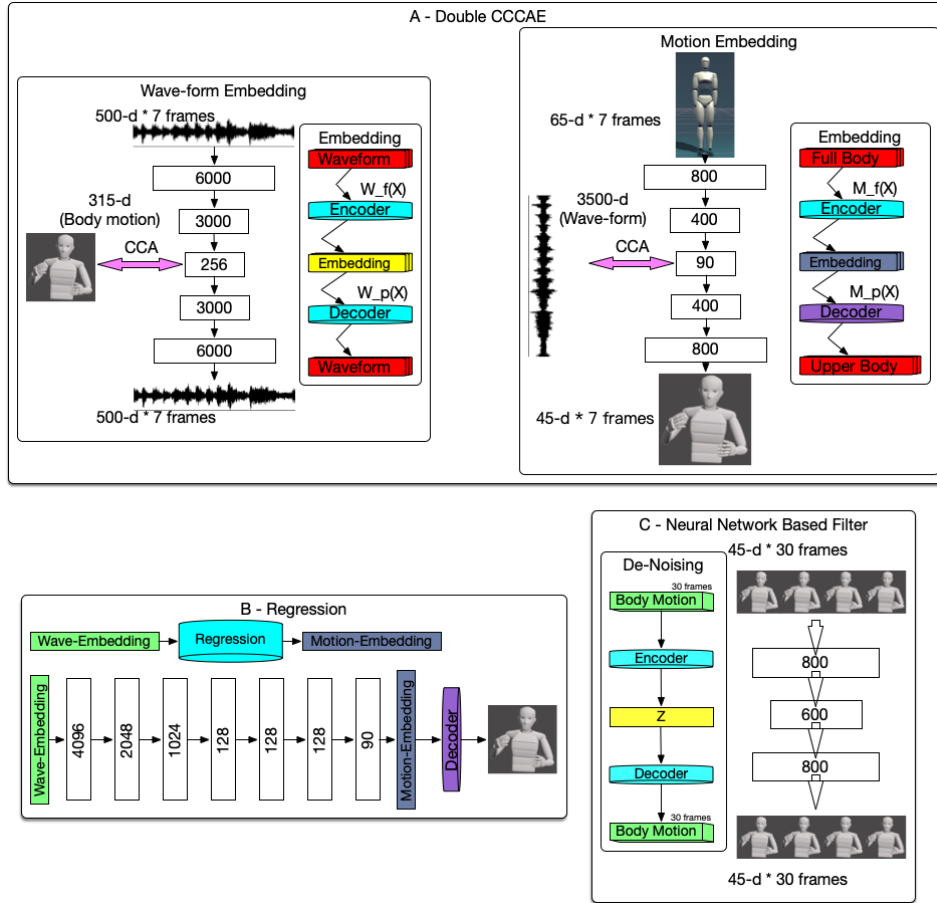 A - Double CCCAE
Wave-form Embedding
500-d * 7 frames
6000
315-d
(Body motion)
3000
CCA
256
3000
6000
500-d * 7 frames
Embedding
Waveform
W_f(X)
Encoder
Embedding
W_p(X)
Decoder
Waveform
Motion Embedding
65-d * 7 frames
800
3500-d
(Wave-form)
400
CCA
90
400
800
45-d * 7 frames
Embedding
Full Body
M_f(X)
Encoder
Embedding
M_p(X)
Decoder
Upper Body
B - Regression
Wave-Embedding
Regression
Motion-Embedding
Wave-Embedding
4096
2048
1024
128
128
128
90
Motion-Embedding
Decoder
C - Neural Network Based Filter
45-d * 30 frames
De-Noising
30 frames
Body Motion
Encoder
Z
Decoder
30 frames
Body Motion
800
600
800
45-d * 30 frames